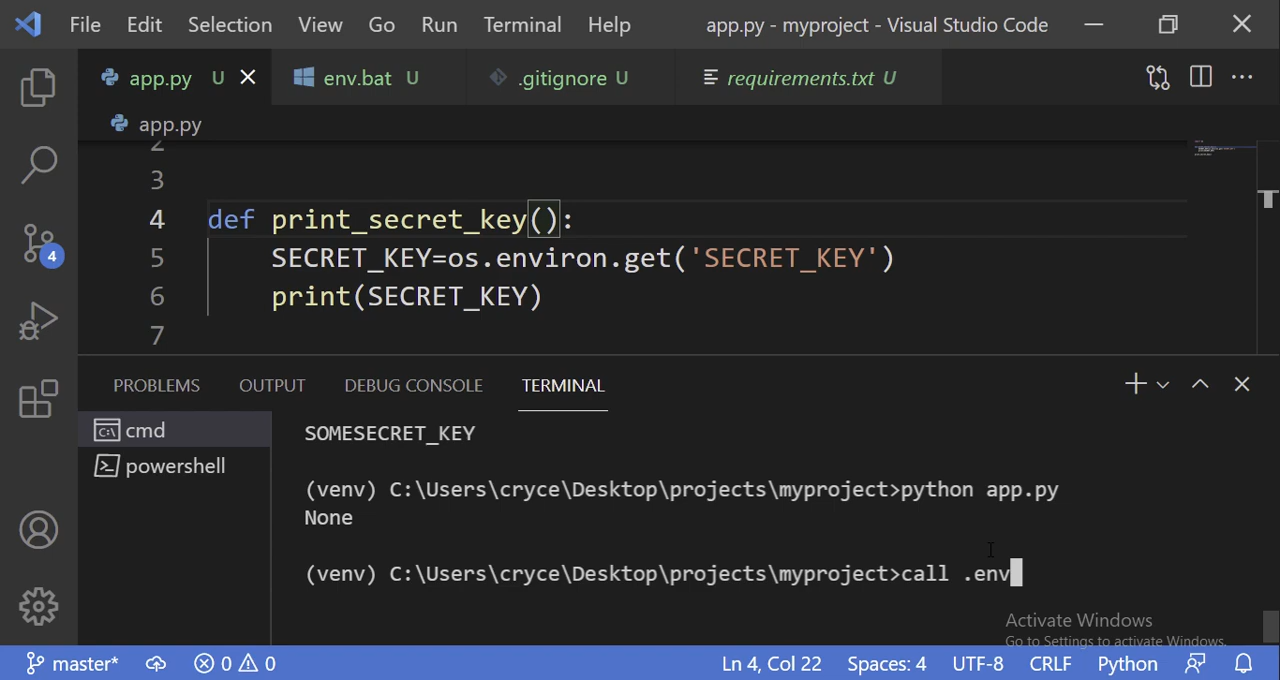 File Edit Selection View Go Run Terminal Help app.py - myproject - Visual Studio Code
app.py U env.bat U .gitignore U requirements.txt U
app.py
2
3
4 def print_secret_key():
5 SECRET_KEY=os.environ.get('SECRET_KEY')
6 print(SECRET_KEY)
7
4
PROBLEMS OUTPUT DEBUG CONSOLE TERMINAL
cmd
powershell
SOMESECRET_KEY
(venv) C:\Users\cryce\Desktop\projects\myproject>python app.py
None
(venv) C:\Users\cryce\Desktop\projects\myproject>call .env
Activate Windows
Go to Settings to activate Windows.
master* 0 0 Ln 4, Col 22 Spaces: 4 UTF-8 CRLF Python